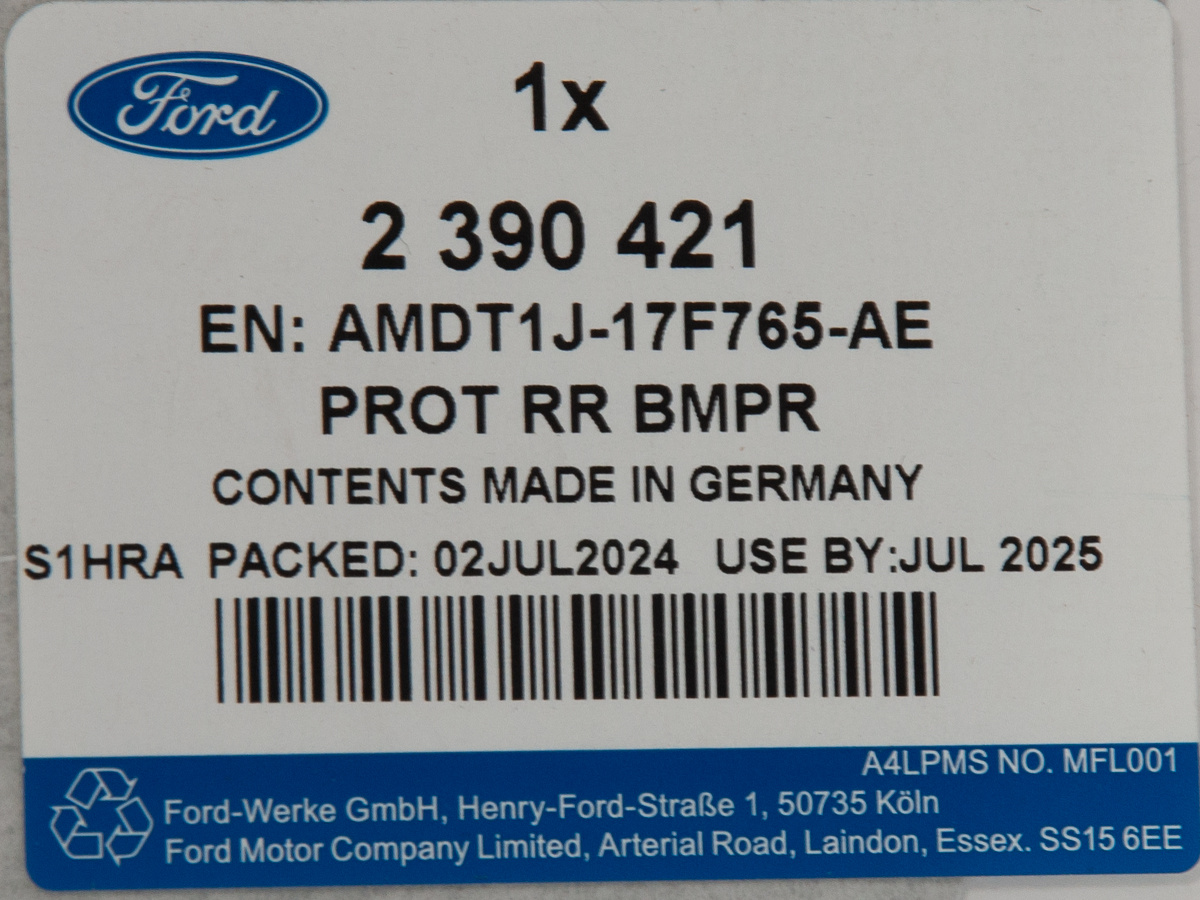 Ford
1x
2 390 421
EN: AMDT1J-17F765-AE
PROT RR BMPR
CONTENTS MADE IN GERMANY
S1HRA PACKED: 02JUL2024 USE BY:JUL 2025
A4LPMS NO. MFL001
Ford-Werke GmbH, Henry-Ford-Straße 1, 50735 Köln
Ford Motor Company Limited, Arterial Road, Laindon, Essex. SS15 6EE